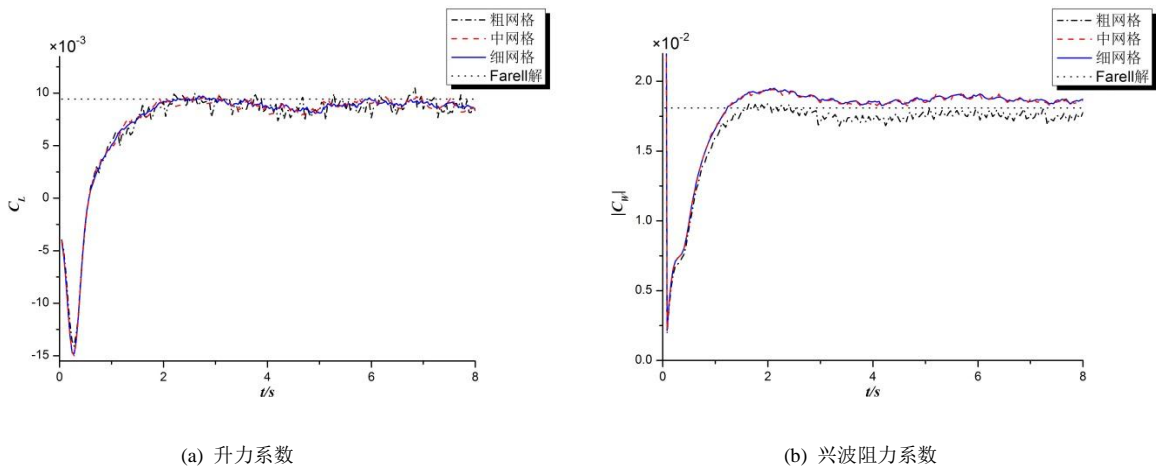 ×10⁻³
粗网格
中网格
细网格
Farell解
10
5
0
-5
-10
-15
C_L
0 2 4 6 8
t/s
(a) 升力系数
×10⁻²
粗网格
中网格
细网格
Farell解
2.0
1.5
1.0
0.5
0.0
|C_W|
0 2 4 6 8
t/s
(b) 兴波阻力系数